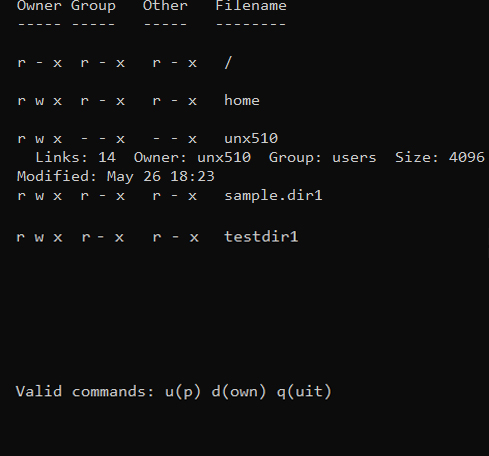 Owner Group   Other   Filename
----- -----   -----   --------
r - x  r - x   r - x   /
r w x  r - x   r - x   home
r w x  - - x   - - x   unx510
  Links: 14  Owner: unx510  Group: users  Size: 4096
Modified: May 26 18:23
r w x  r - x   r - x   sample.dir1
r w x  r - x   r - x   testdir1
Valid commands: u(p) d(own) q(uit)